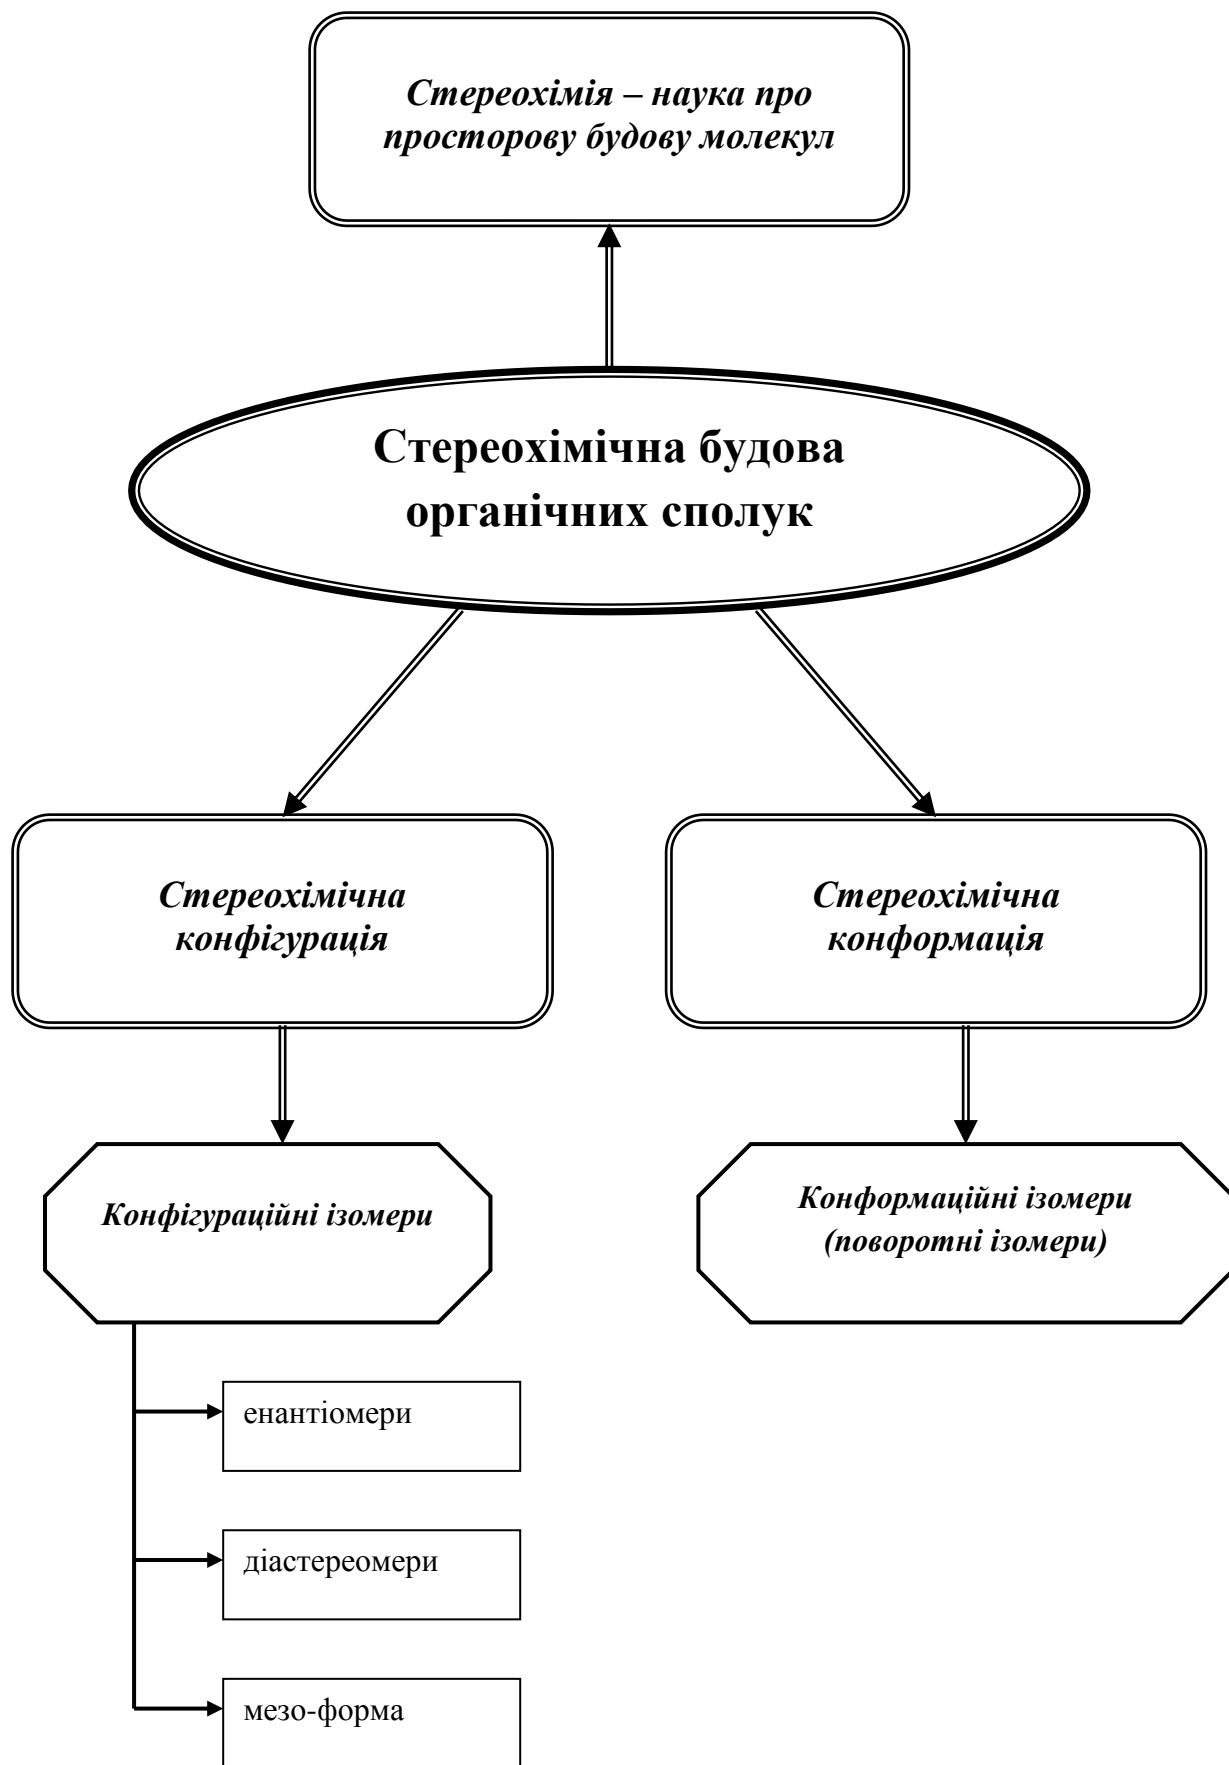 Стереохімія – наука про
просторову будову молекул
Стереохімічна будова
органічних сполук
Стереохімічна
конфігурація
Стереохімічна
конформація
Конфігураційні ізомери
Конформаційні ізомери
(поворотні ізомери)
енантіомери
діастереомери
мезо-форма